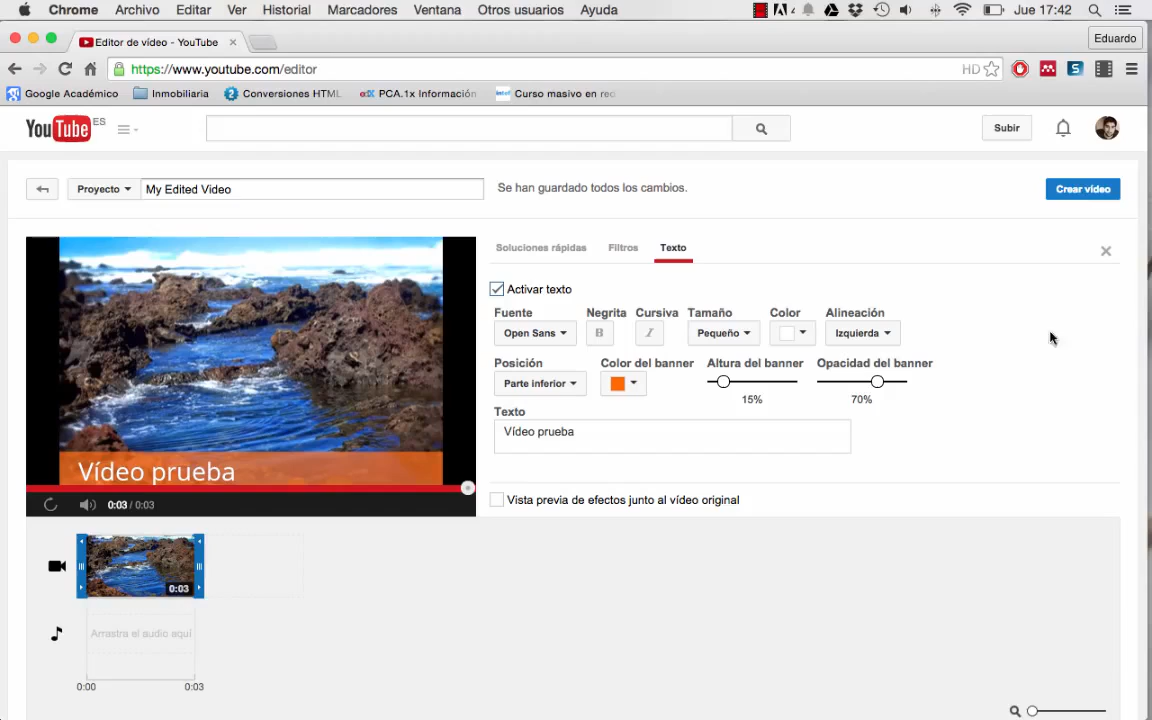 Chrome Archivo Editar Ver Historial Marcadores Ventana Otros usuarios Ayuda Jue 17:42
Editor de vídeo - YouTube Eduardo
https://www.youtube.com/editor HD
Google Académico Inmobiliaria Conversiones HTML PCA.1x Información Curso masivo en red
YouTube ES Subir
Proyecto My Edited Video Se han guardado todos los cambios. Crear vídeo
Soluciones rápidas Filtros Texto
Activar texto
Fuente Negrita Cursiva Tamaño Color Alineación
Open Sans B I Pequeño Izquierda
Posición Color del banner Altura del banner Opacidad del banner
Parte inferior
15% 70%
Texto
Vídeo prueba
Vídeo prueba
Vista previa de efectos junto al vídeo original
0:03 / 0:03
0:03
Arrastra el audio aquí
0:00 0:03